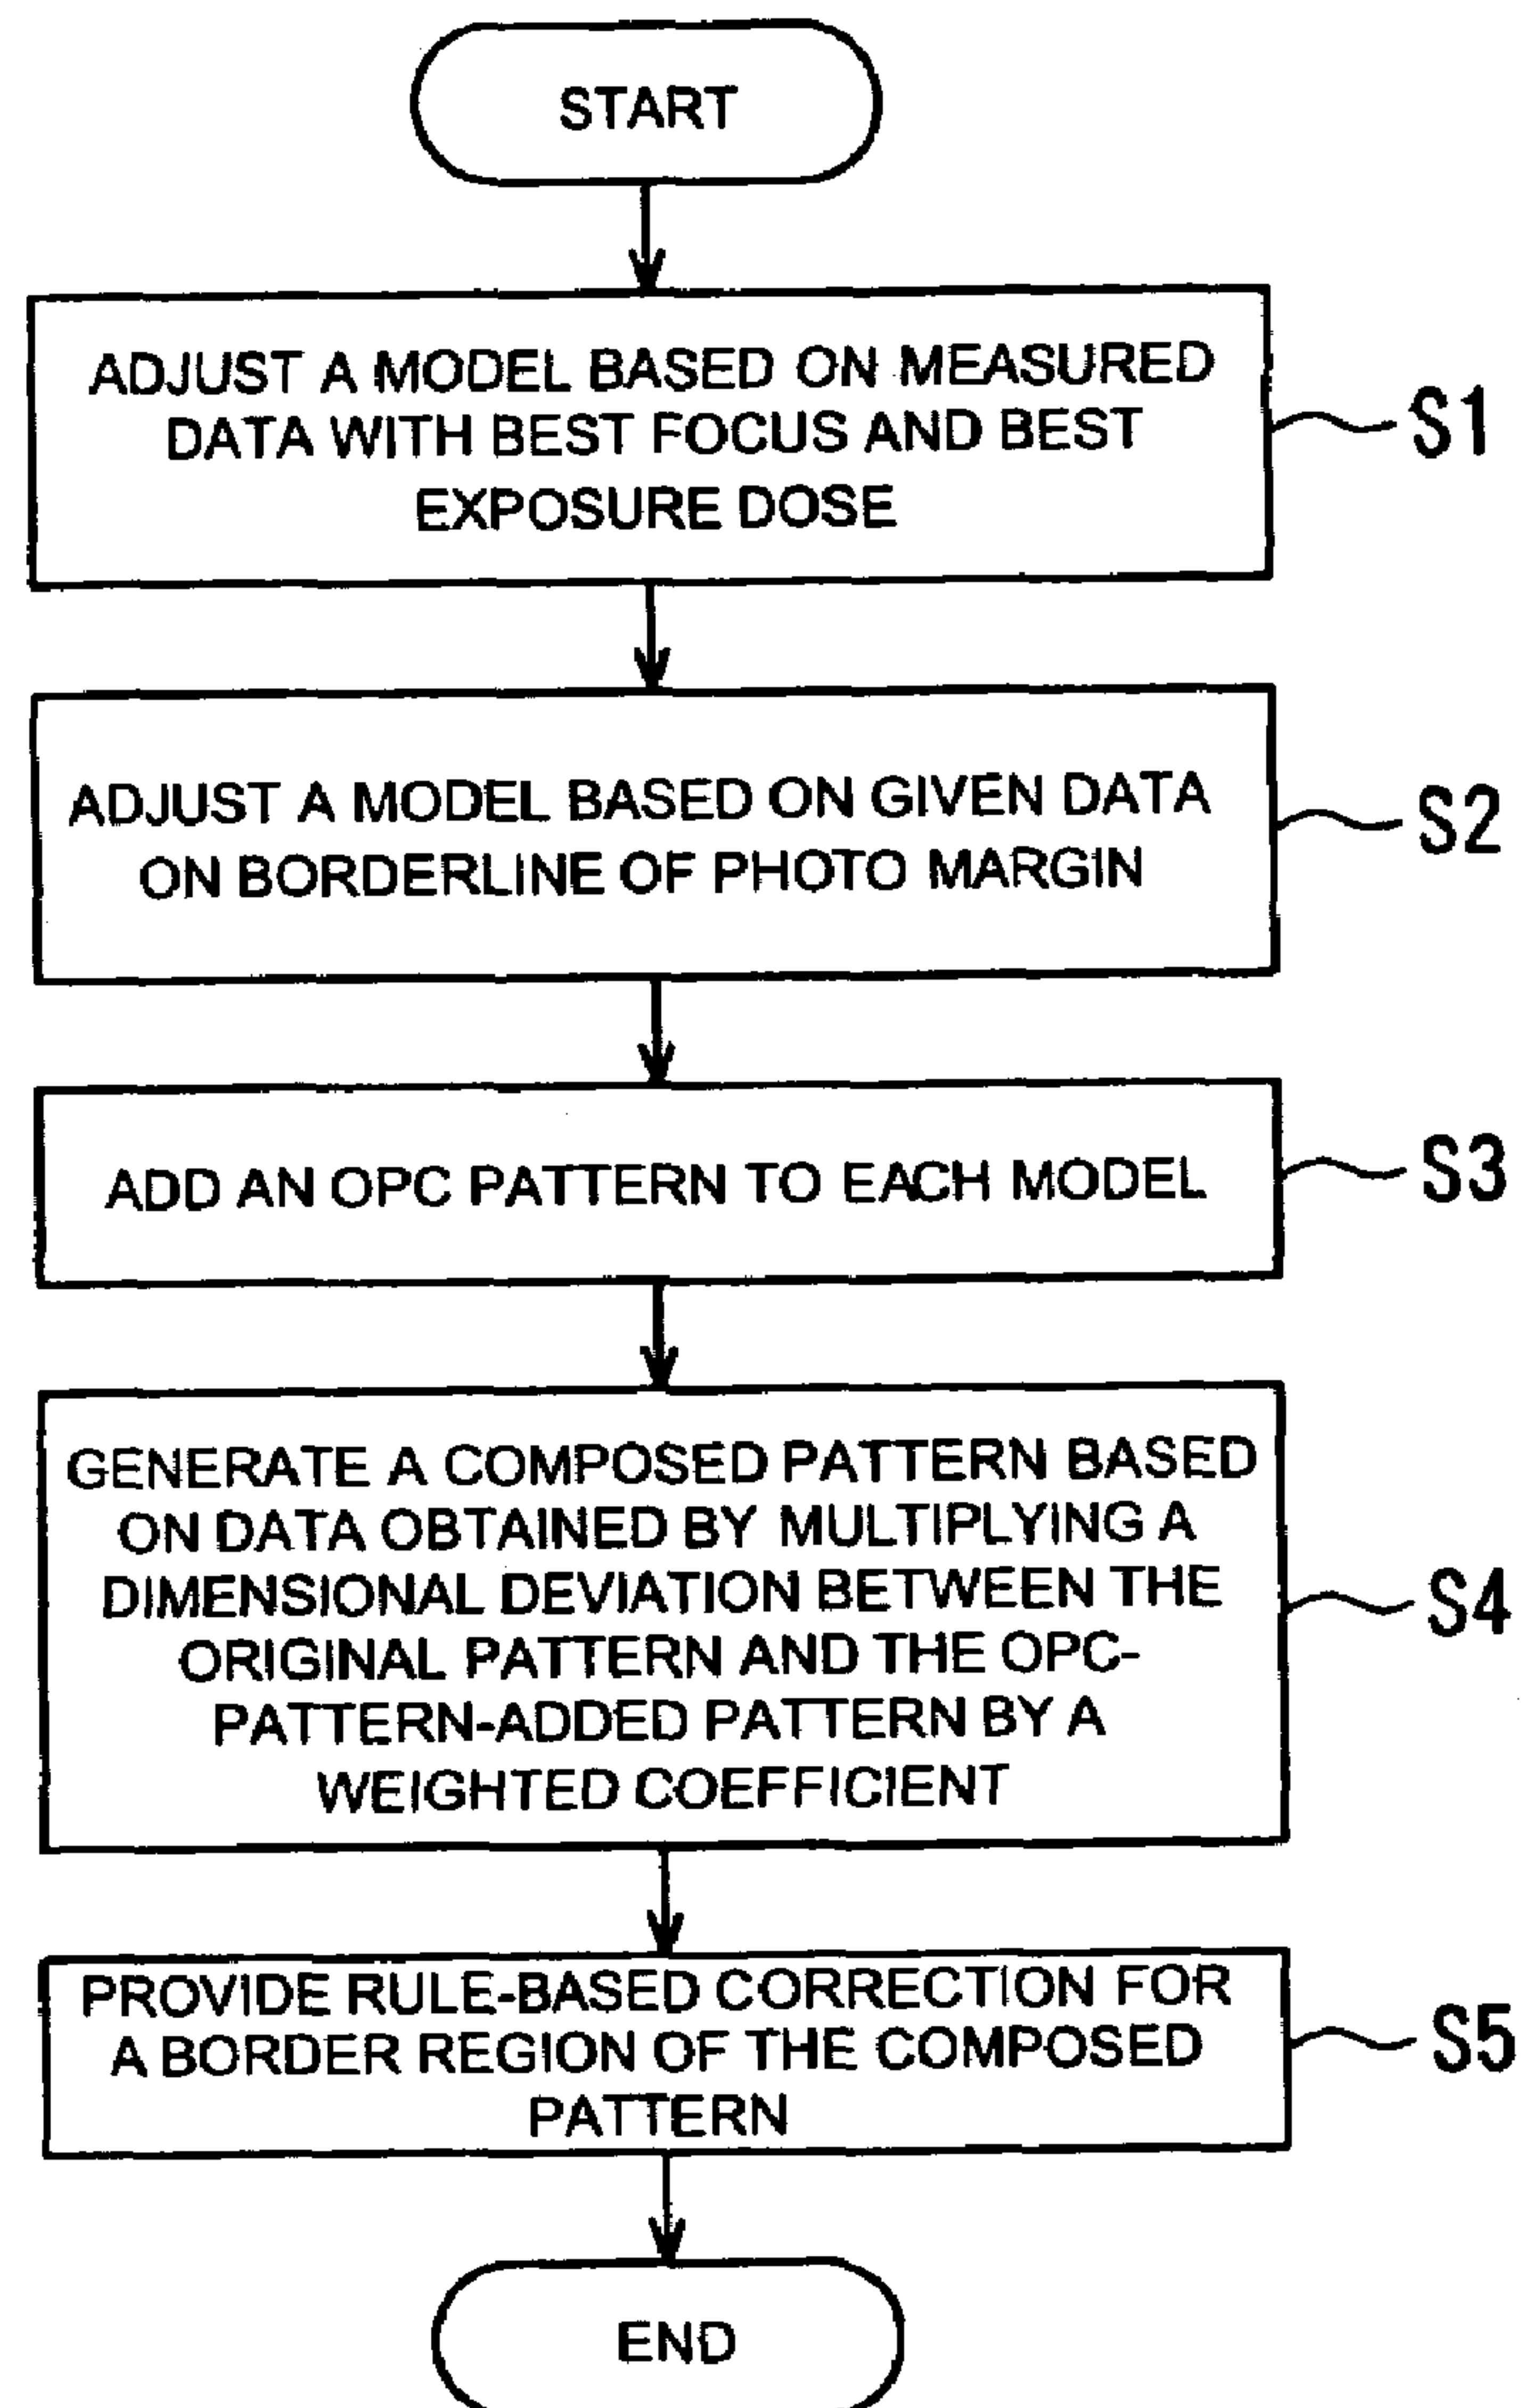 START
ADJUST A MODEL BASED ON MEASURED
DATA WITH BEST FOCUS AND BEST
EXPOSURE DOSE
S1
ADJUST A MODEL BASED ON GIVEN DATA
ON BORDERLINE OF PHOTO MARGIN
S2
ADD AN OPC PATTERN TO EACH MODEL
S3
GENERATE A COMPOSED PATTERN BASED
ON DATA OBTAINED BY MULTIPLYING A
DIMENSIONAL DEVIATION BETWEEN THE
ORIGINAL PATTERN AND THE OPC-
PATTERN-ADDED PATTERN BY A
WEIGHTED COEFFICIENT
S4
PROVIDE RULE-BASED CORRECTION FOR
A BORDER REGION OF THE COMPOSED
PATTERN
S5
END